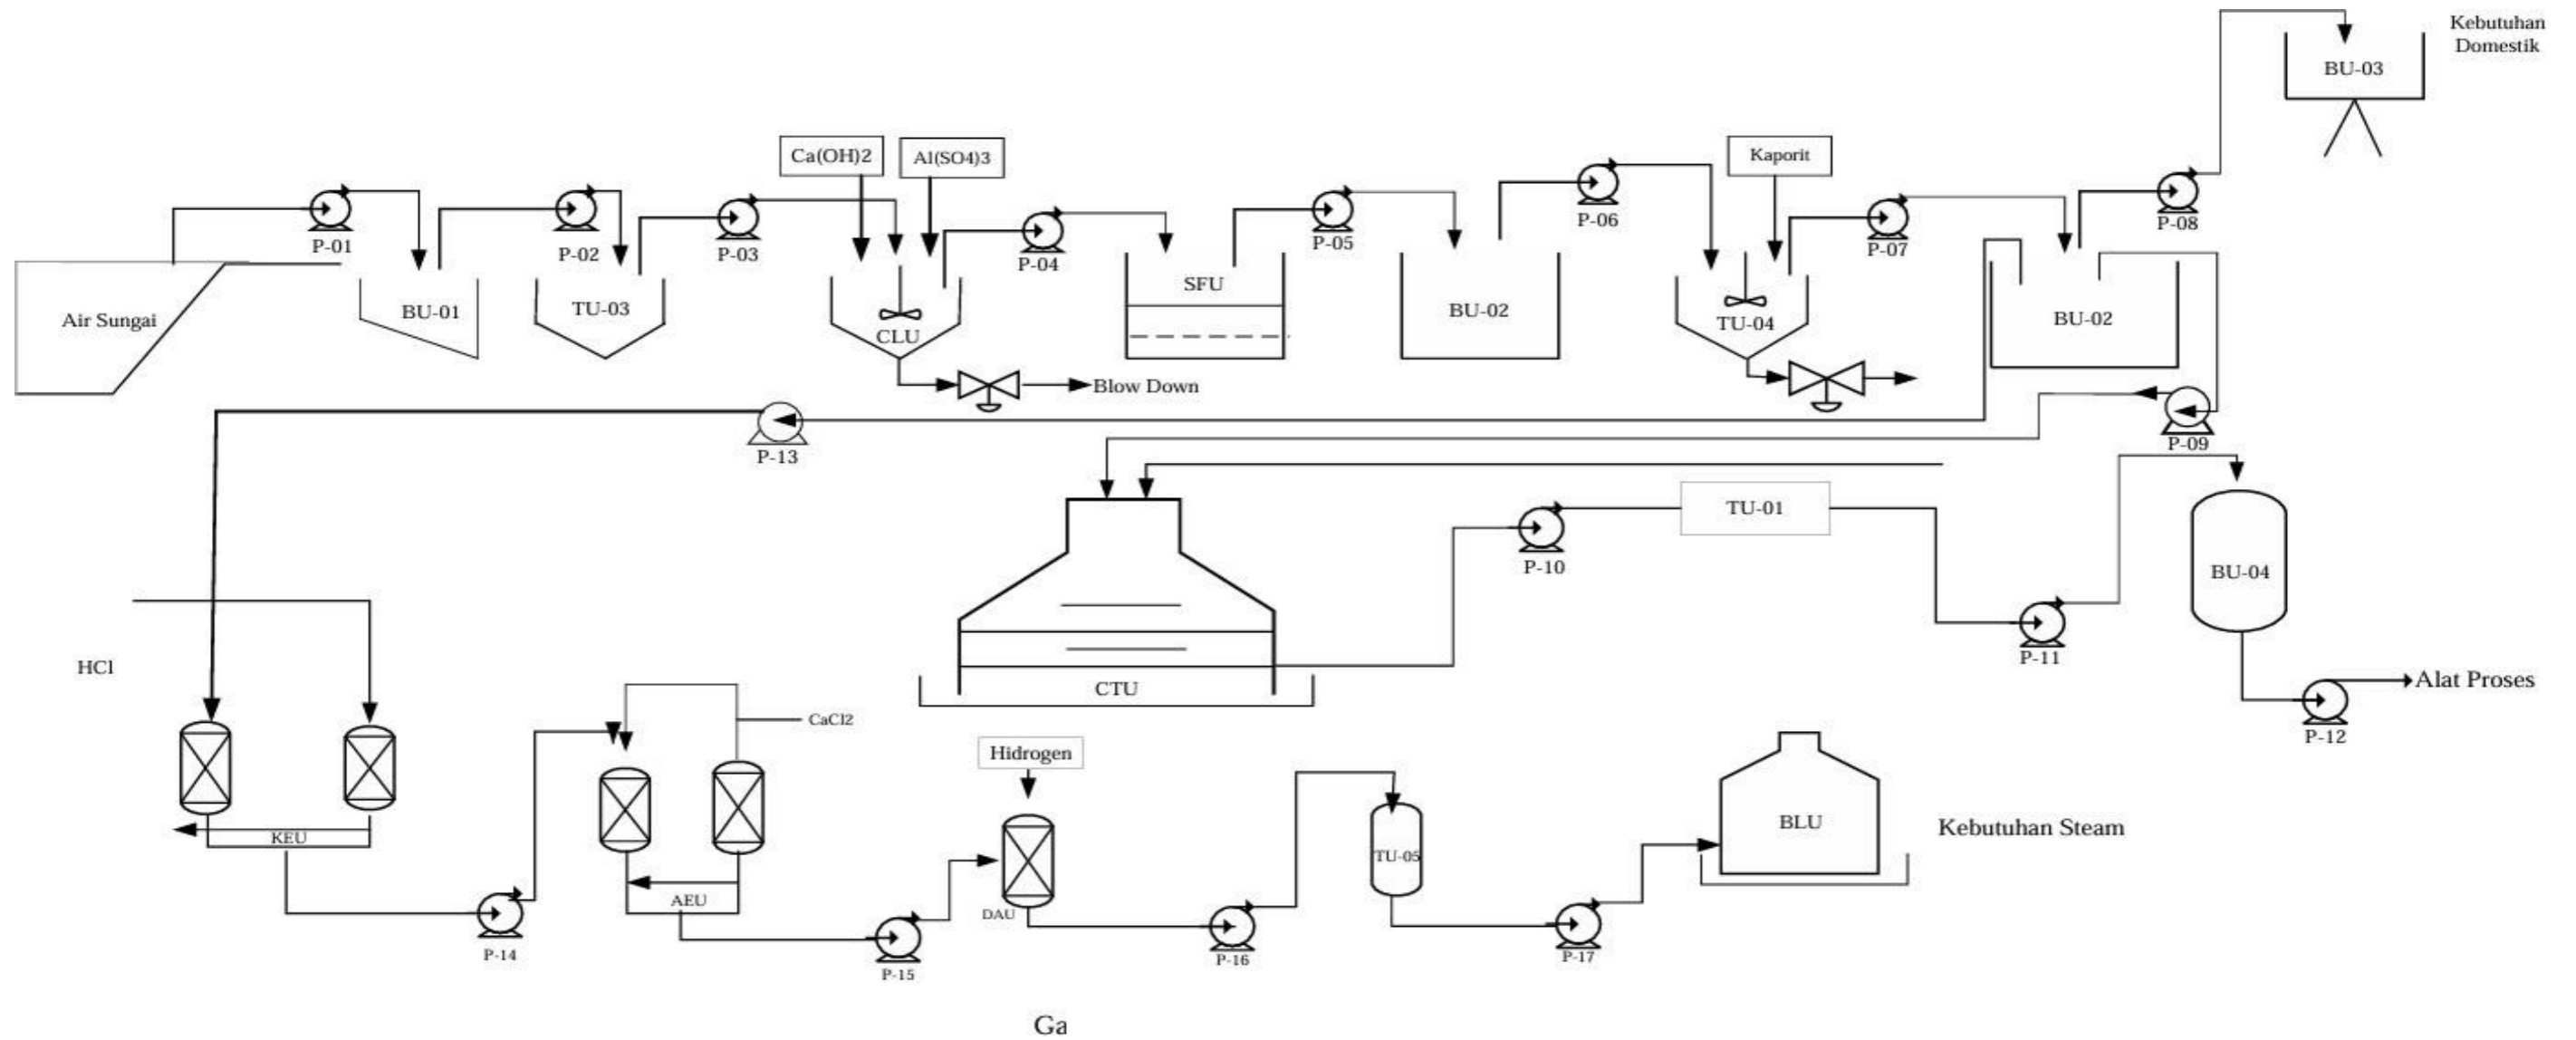 Kebutuhan
Domestik
BU-03
Ca(OH)2
Al(SO4)3
Kaporit
P-01
P-02
P-03
P-04
P-05
P-06
P-07
P-08
Air Sungai
BU-01
TU-03
CLU
SFU
BU-02
TU-04
BU-02
Blow Down
P-13
P-09
TU-01
P-10
BU-04
P-11
HCl
CTU
Alat Proses
P-12
CaCl2
Hidrogen
KEU
AEU
DAU
TU-05
BLU
Kebutuhan Steam
P-14
P-15
P-16
P-17
Ga